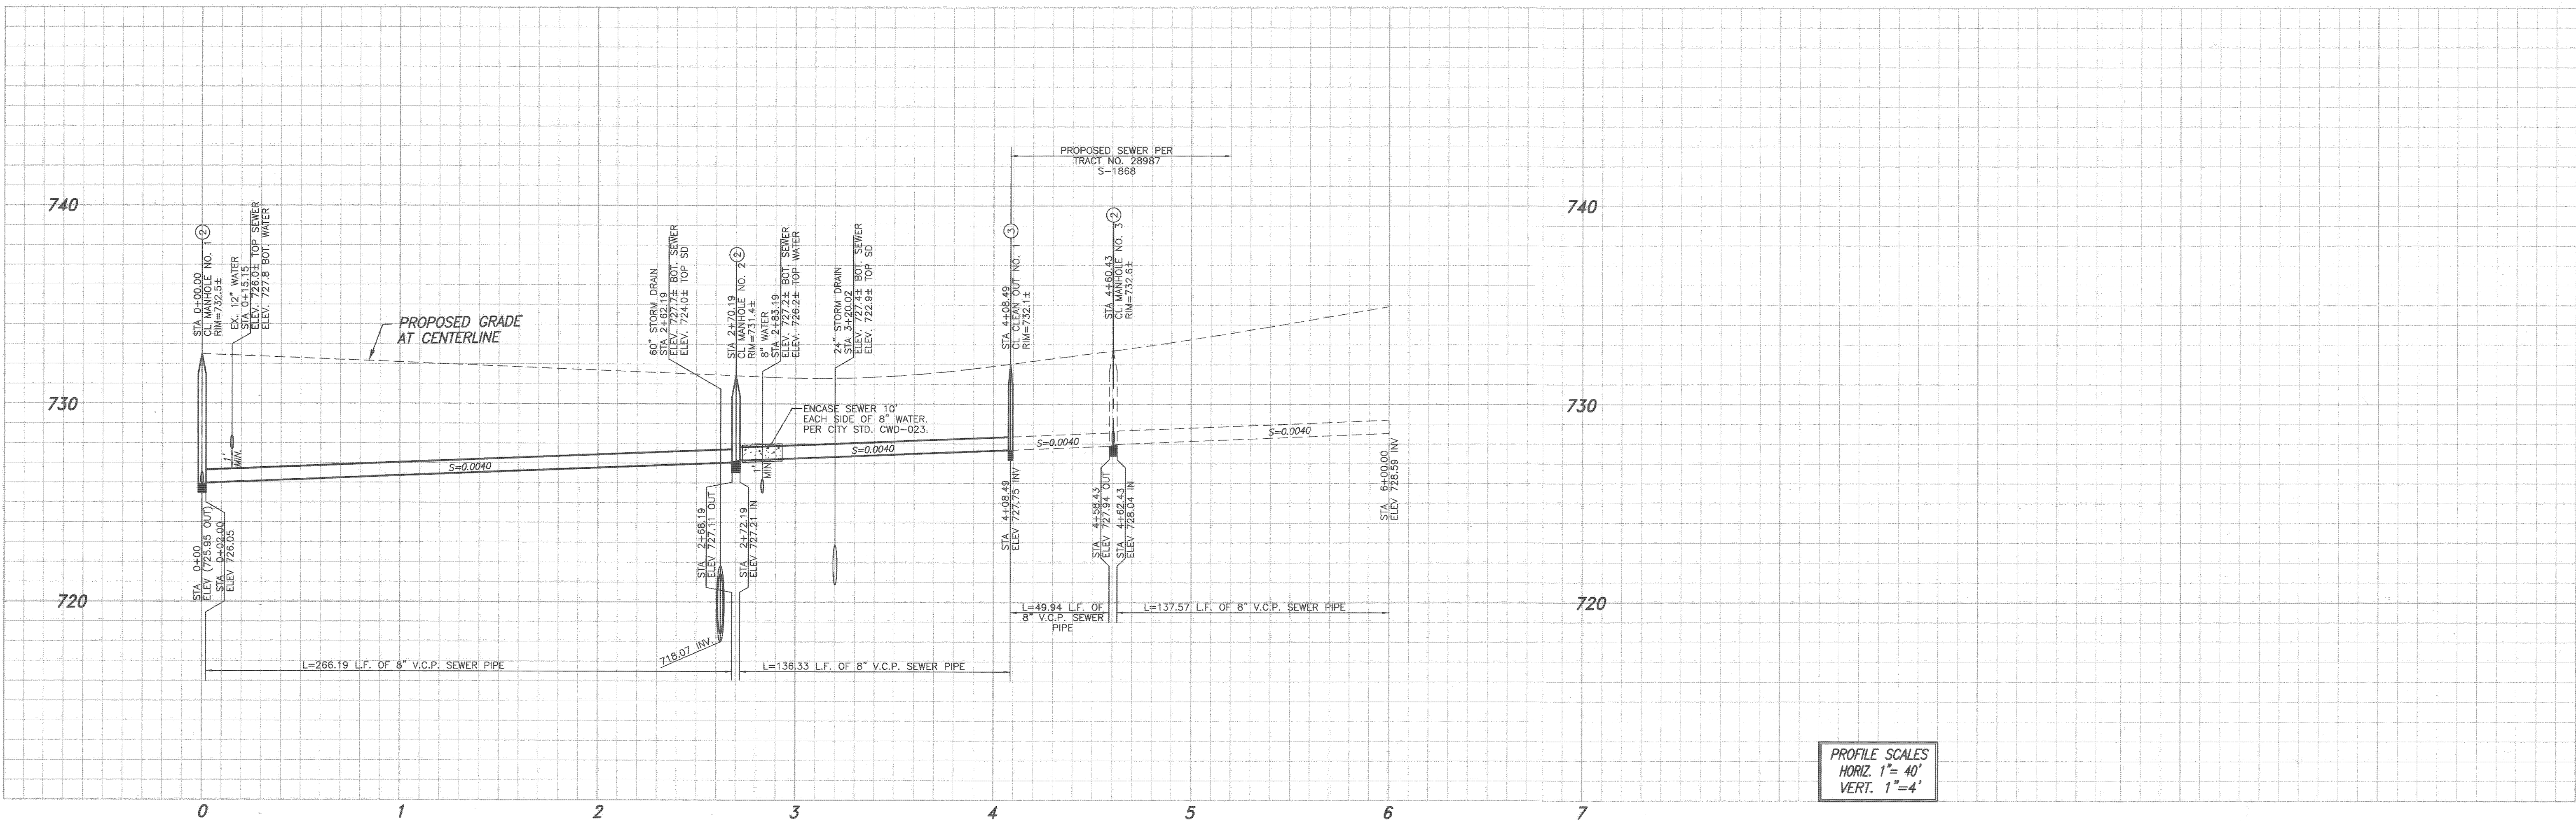 PROPOSED SEWER PER
TRACT NO. 28987
S-1868
740
740
2
STA 0+00.00
CL MANHOLE NO. 1
RIM=732.5±
EX. 12" WATER
STA 0+15.15
ELEV. 726.0± TOP SEWER
ELEV. 727.8 BOT. WATER
PROPOSED GRADE
AT CENTERLINE
60" STORM DRAIN
STA 2+62.19
ELEV. 727.7± BOT. SEWER
ELEV. 724.0± TOP SD
2
STA 2+70.19
CL MANHOLE NO. 2
RIM=731.4±
8" WATER
STA 2+83.19
ELEV. 727.2± BOT. SEWER
ELEV. 726.2± TOP WATER
24" STORM DRAIN
STA 3+20.02
ELEV. 727.4± BOT. SEWER
ELEV. 722.9± TOP SD
3
STA 4+08.49
CL CLEAN OUT NO. 1
RIM=732.1±
2
STA 4+60.43
CL MANHOLE NO. 3
RIM=732.6±
730
730
ENCASE SEWER 10'
EACH SIDE OF 8" WATER.
PER CITY STD. CWD-023.
1'
MIN.
S=0.0040
1'
MIN.
S=0.0040
S=0.0040
S=0.0040
STA 0+00
ELEV (725.95 OUT)
STA 0+02.00
ELEV 726.05
STA 2+68.19
ELEV 727.11 OUT
STA 2+72.19
ELEV 727.21 IN
STA 4+08.49
ELEV 727.75 INV
STA 4+58.43
ELEV 727.94 OUT
STA 4+62.43
ELEV 728.04 IN
STA 6+00.00
ELEV 728.59 INV
720
720
L=49.94 L.F. OF
8" V.C.P. SEWER
PIPE
L=137.57 L.F. OF 8" V.C.P. SEWER PIPE
718.07 INV.
L=266.19 L.F. OF 8" V.C.P. SEWER PIPE
L=136.33 L.F. OF 8" V.C.P. SEWER PIPE
PROFILE SCALES
HORIZ. 1"= 40'
VERT. 1"=4'
0 1 2 3 4 5 6 7